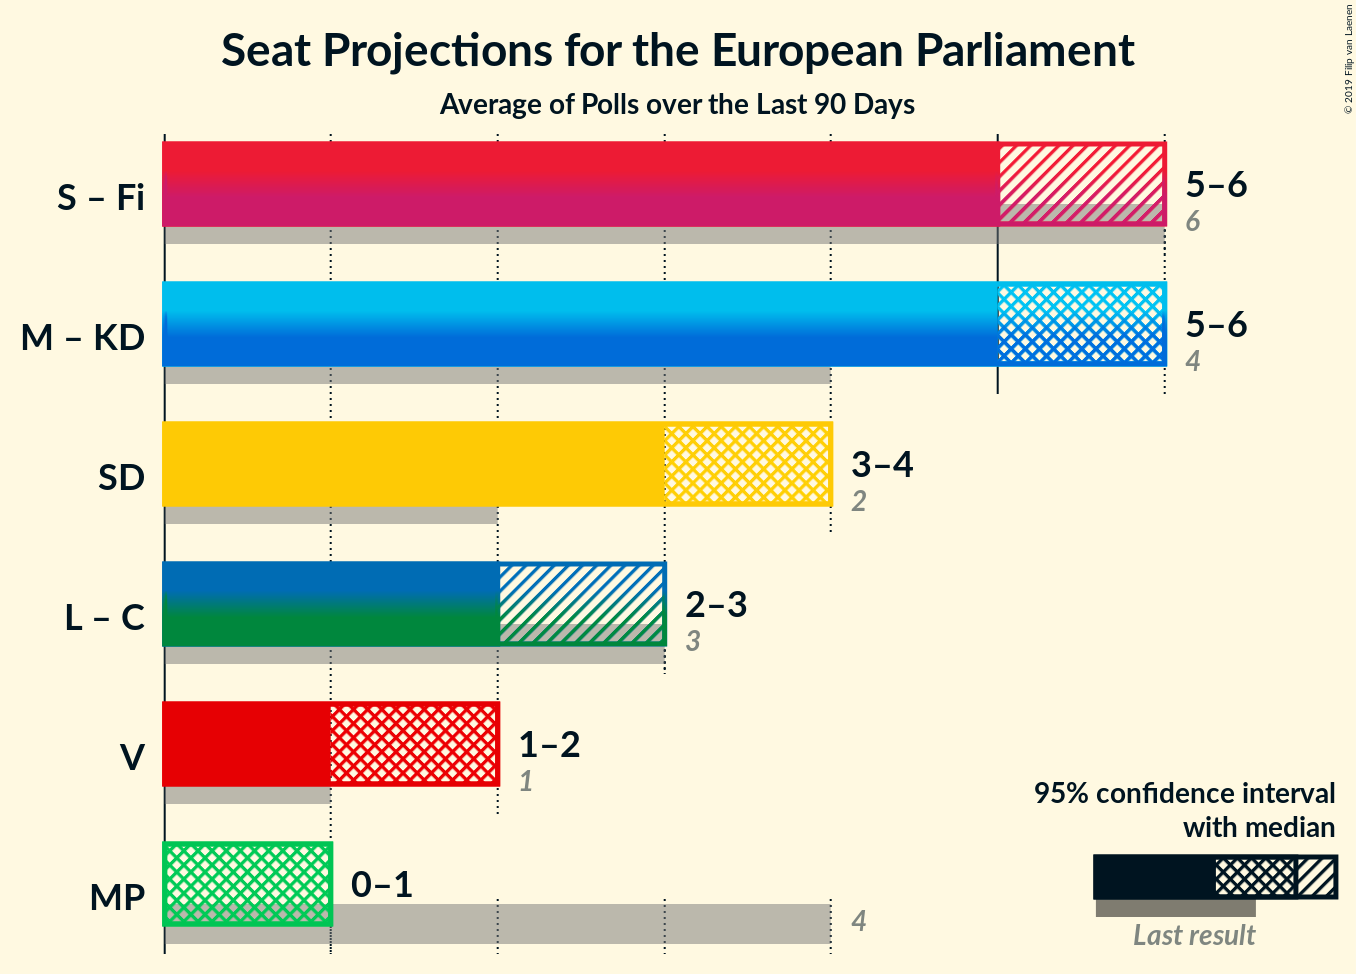 Seat Projections for the European Parliament
Average of Polls over the Last 90 Days
© 2019 Filip van Laenen
S – Fi
5–6
6
M – KD
5–6
4
SD
3–4
2
L – C
2–3
3
V
1–2
1
MP
0–1
4
95% confidence interval
with median
Last result